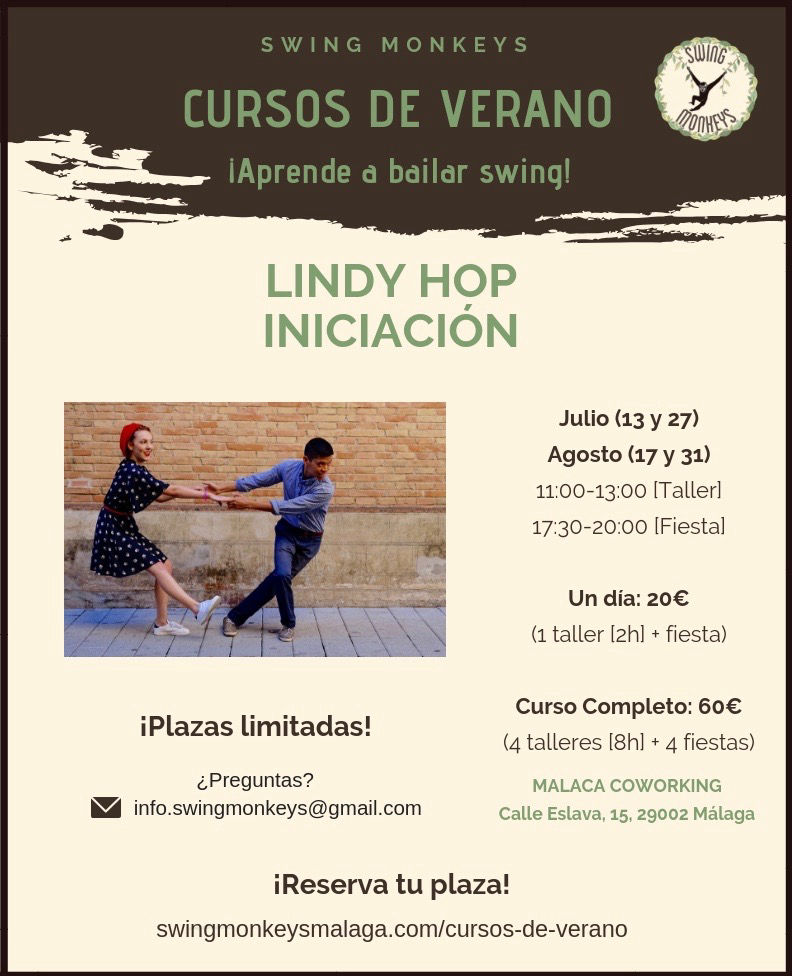 SWING MONKEYS
CURSOS DE VERANO
¡Aprende a bailar swing!
SWING
MONKEYS
LINDY HOP
INICIACIÓN
Julio (13 y 27)
Agosto (17 y 31)
11:00-13:00 [Taller]
17:30-20:00 [Fiesta]
Un día: 20€
(1 taller [2h] + fiesta)
Curso Completo: 60€
(4 talleres [8h] + 4 fiestas)
MALACA COWORKING
Calle Eslava, 15, 29002 Málaga
¡Plazas limitadas!
¿Preguntas?
info.swingmonkeys@gmail.com
¡Reserva tu plaza!
swingmonkeysmalaga.com/cursos-de-verano